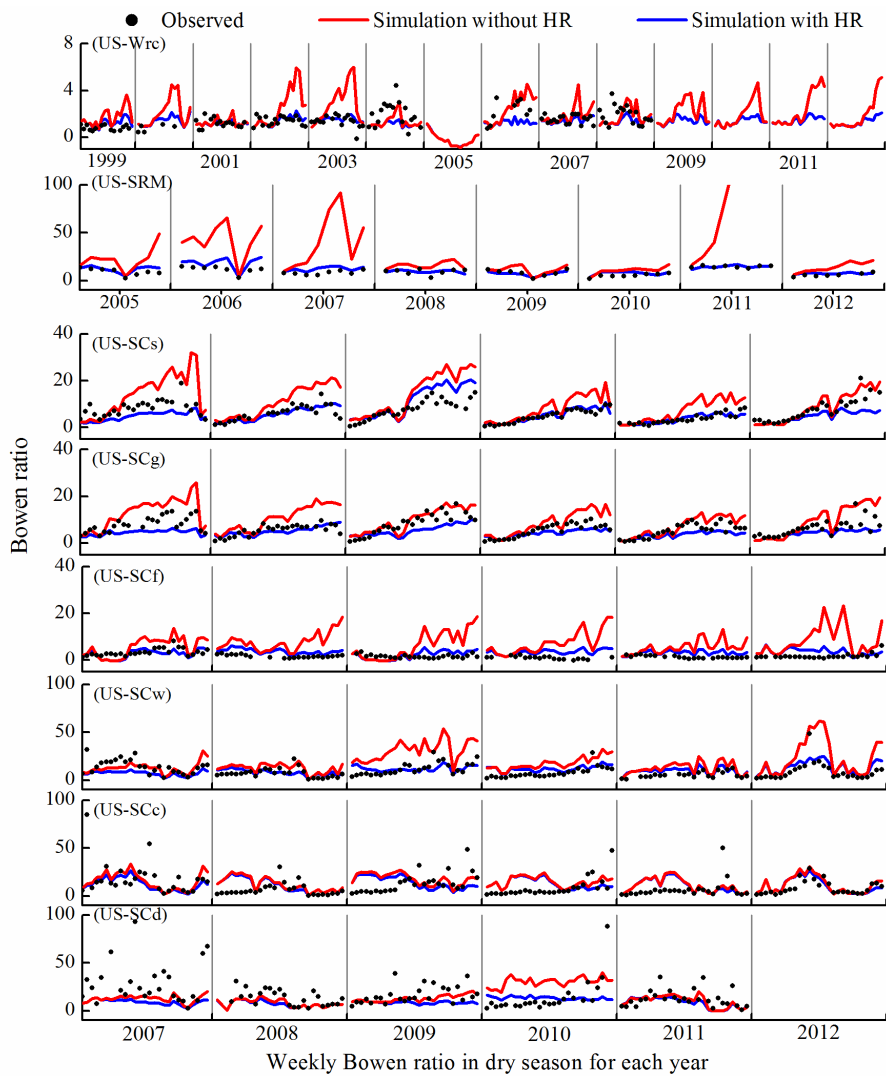 Observed Simulation without HR Simulation with HR
(US-Wrc)
8
4
0
1999 2001 2003 2005 2007 2009 2011
(US-SRM)
100
50
0
2005 2006 2007 2008 2009 2010 2011 2012
(US-SCs)
40
20
0
(US-SCg)
40
20
0
(US-SCf)
40
20
0
(US-SCw)
100
50
0
(US-SCc)
100
50
0
(US-SCd)
100
50
0
2007 2008 2009 2010 2011 2012
Bowen ratio
Weekly Bowen ratio in dry season for each year